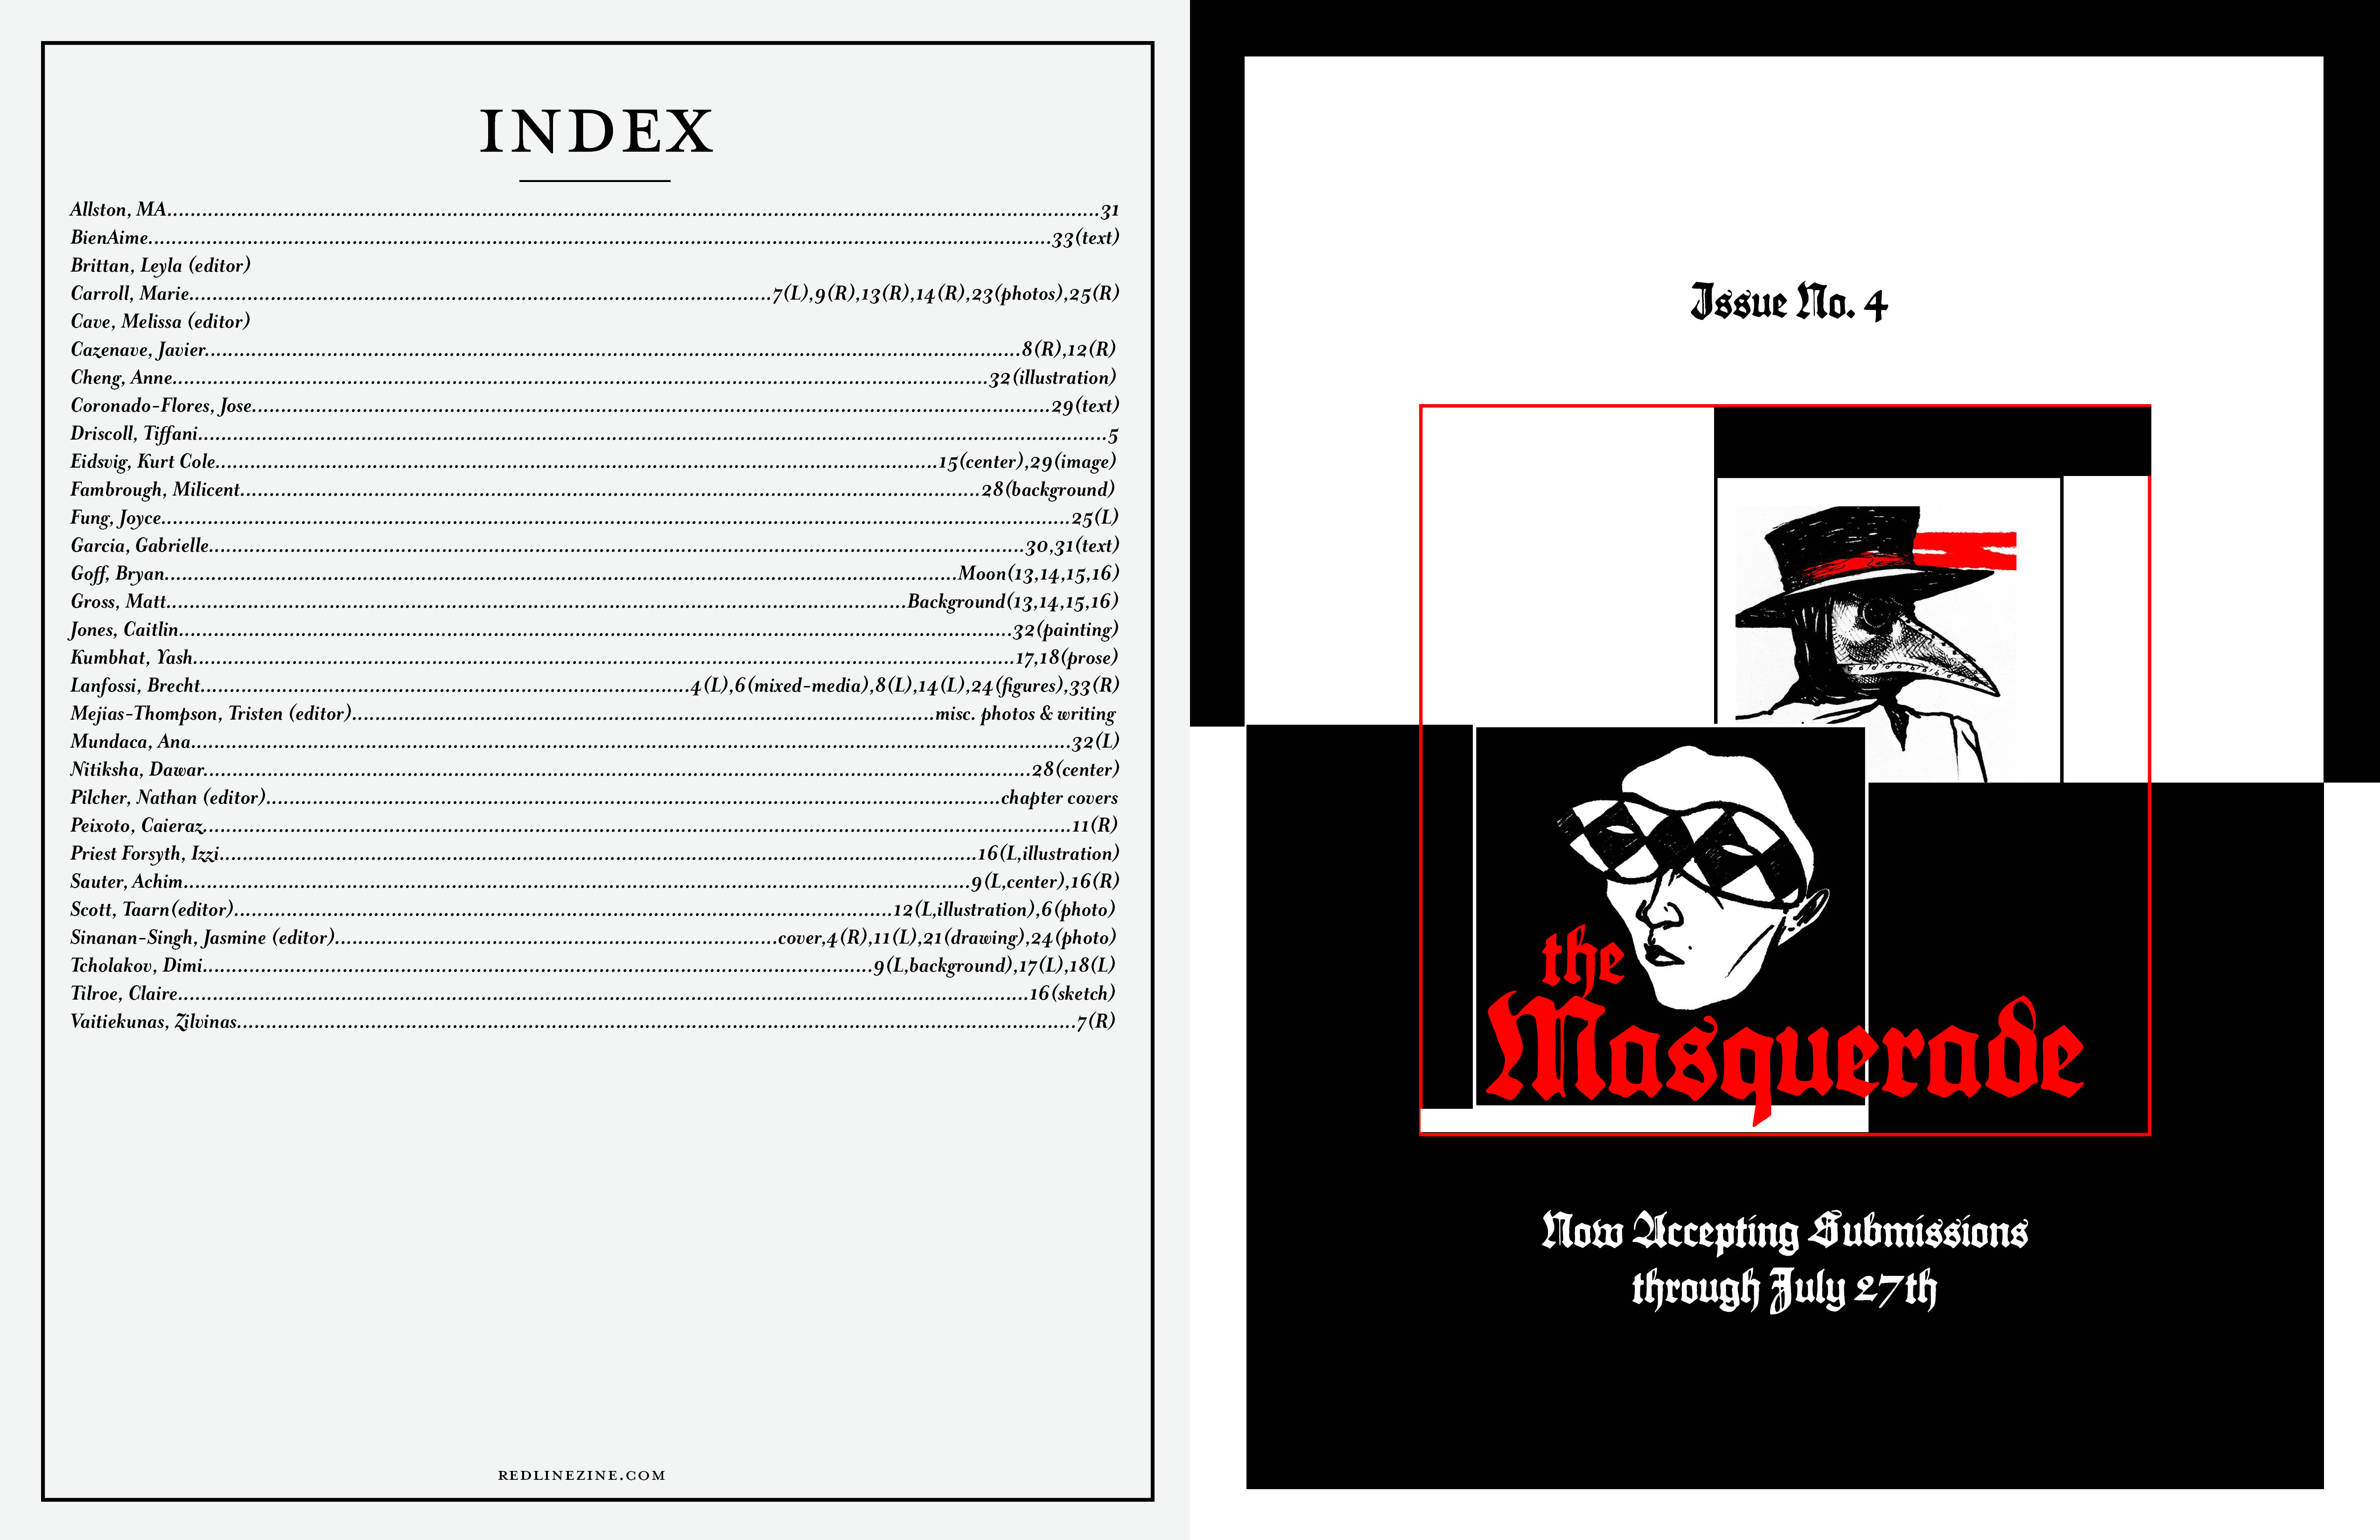 INDEX
Allston, MA....................31
BienAime....................33(text)
Brittan, Leyla (editor)
Carroll, Marie....................7(L),9(R),13(R),14(R),23(photos),25(R)
Cave, Melissa (editor)
Cazenave, Javier....................8(R),12(R)
Cheng, Anne....................32(illustration)
Coronado-Flores, Jose....................29(text)
Driscoll, Tiffani....................5
Eidsvig, Kurt Cole....................15(center),29(image)
Fambrough, Milicent....................28(background)
Fung, Joyce....................25(L)
Garcia, Gabrielle....................30,31(text)
Goff, Bryan....................Moon(13,14,15,16)
Gross, Matt....................Background(13,14,15,16)
Jones, Caitlin....................32(painting)
Kumbhat, Yash....................17,18(prose)
Lanfossi, Brecht....................4(L),6(mixed-media),8(L),14(L),24(figures),33(R)
Mejias-Thompson, Tristen (editor)....................misc. photos & writing
Mundaca, Ana....................32(L)
Nitiksha, Dawar....................28(center)
Pilcher, Nathan (editor)....................chapter covers
Peixoto, Caieraz....................11(R)
Priest Forsyth, Izzi....................16(L,illustration)
Sauter, Achim....................9(L,center),16(R)
Scott, Taarn(editor)....................12(L,illustration),6(photo)
Sinanan-Singh, Jasmine (editor)....................cover,4(R),11(L),21(drawing),24(photo)
Tcholakov, Dimi....................9(L,background),17(L),18(L)
Tilroe, Claire....................16(sketch)
Vaitiekunas, Zilvinas....................7(R)
REDLINEZINE.COM
Issue No. 4
the
Masquerade
Now Accepting Submissions
through July 27th